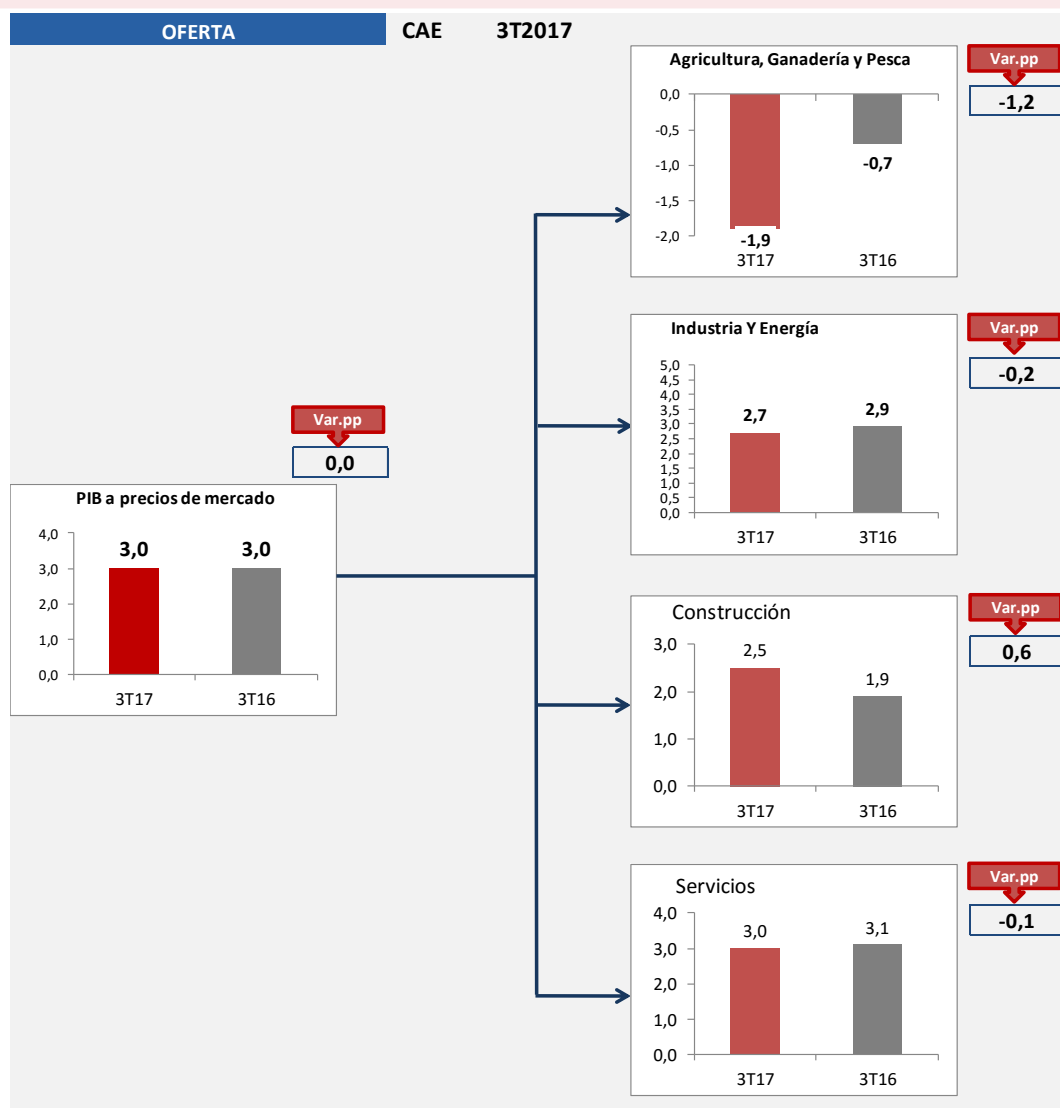 OFERTA CAE 3T2017
Agricultura, Ganadería y Pesca
0,0
-0,5
-1,0
-1,5
-2,0
-0,7
-1,9
3T17 3T16
Var.pp
-1,2
Industria Y Energía
5,0
4,5
4,0
3,5
3,0
2,5
2,0
1,5
1,0
0,5
0,0
2,7 2,9
3T17 3T16
Var.pp
-0,2
Var.pp
0,0
PIB a precios de mercado
4,0
3,0
2,0
1,0
0,0
3,0 3,0
3T17 3T16
Construcción
3,0
2,0
1,0
0,0
2,5
1,9
3T17 3T16
Var.pp
0,6
Servicios
4,0
3,0
2,0
1,0
0,0
3,0 3,1
3T17 3T16
Var.pp
-0,1